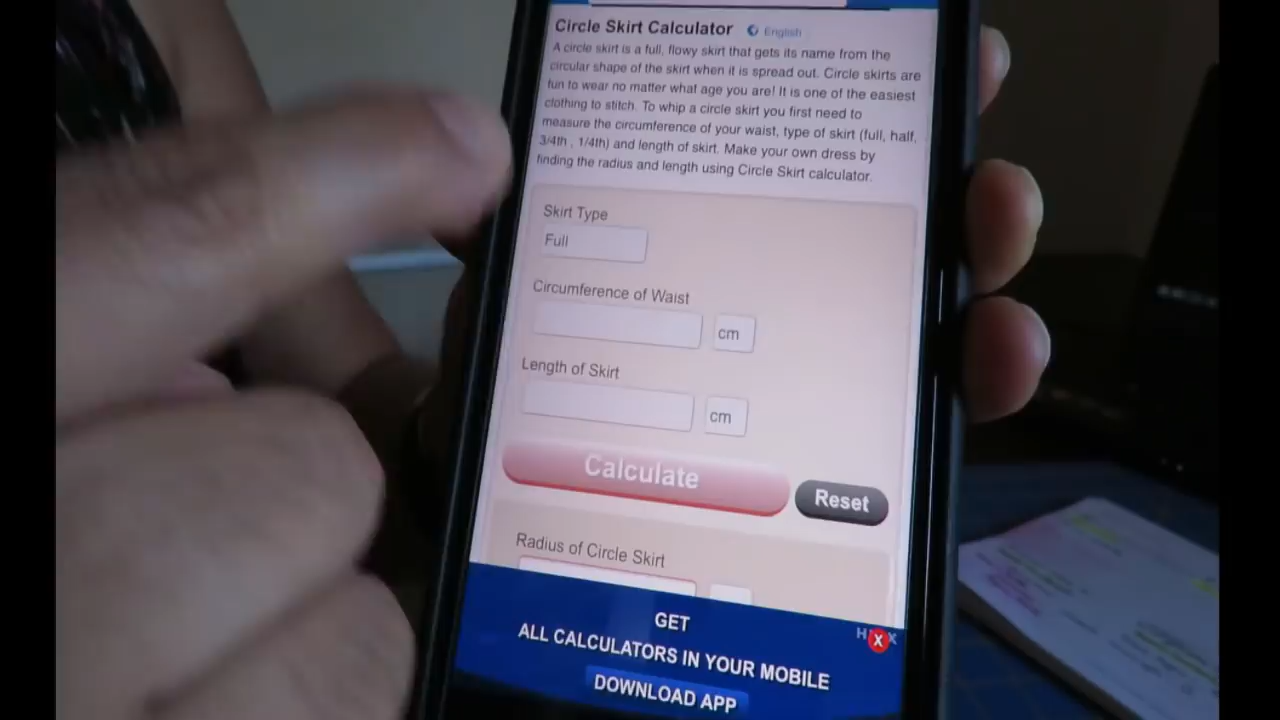 Circle Skirt Calculator
English
A circle skirt is a full, flowy skirt that gets its name from the
circular shape of the skirt when it is spread out. Circle skirts are
fun to wear no matter what age you are! It is one of the easiest
clothing to stitch. To whip a circle skirt you first need to
measure the circumference of your waist, type of skirt (full, half,
3/4th , 1/4th) and length of skirt. Make your own dress by
finding the radius and length using Circle Skirt calculator.
Skirt Type
Full
Circumference of Waist
cm
Length of Skirt
cm
Calculate
Reset
Radius of Circle Skirt
GET
ALL CALCULATORS IN YOUR MOBILE
DOWNLOAD APP
X